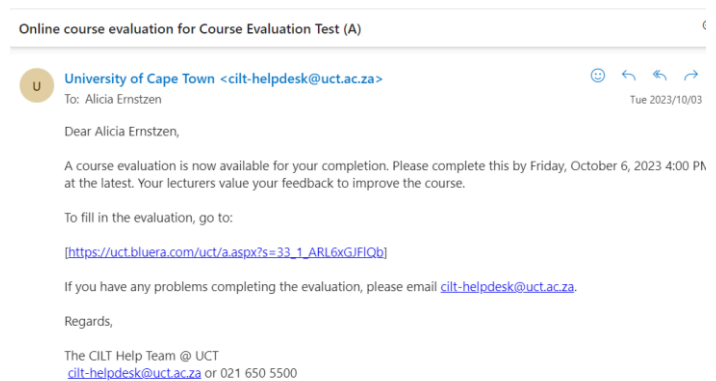 Online course evaluation for Course Evaluation Test (A)
U
University of Cape Town <cilt-helpdesk@uct.ac.za>
To: Alicia Ernstzen
Tue 2023/10/03
Dear Alicia Ernstzen,
A course evaluation is now available for your completion. Please complete this by Friday, October 6, 2023 4:00 PM
at the latest. Your lecturers value your feedback to improve the course.
To fill in the evaluation, go to:
[https://uct.bluera.com/uct/a.aspx?s=33_1_ARL6xGJFlQb]
If you have any problems completing the evaluation, please email cilt-helpdesk@uct.ac.za.
Regards,
The CILT Help Team @ UCT
cilt-helpdesk@uct.ac.za or 021 650 5500